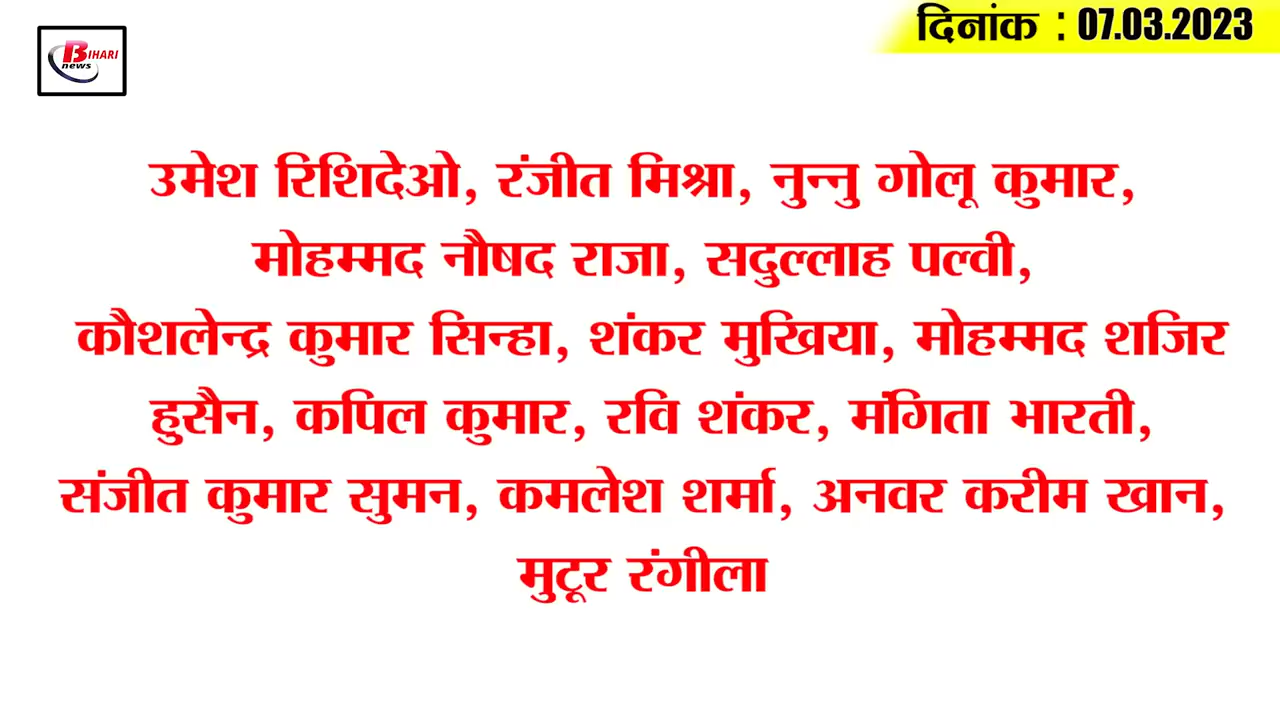 दिनांक : 07.03.2023
BIHARI
news
उमेश रिशिदेओ, रंजीत मिश्रा, नुन्नु गोलू कुमार,
मोहम्मद नौषद राजा, सदुल्लाह पल्वी,
कौशलेन्द्र कुमार सिन्हा, शंकर मुखिया, मोहम्मद शजिर
हुसैन, कपिल कुमार, रवि शंकर, मंगिता भारती,
संजीत कुमार सुमन, कमलेश शर्मा, अनवर करीम खान,
मुटूर रंगीला